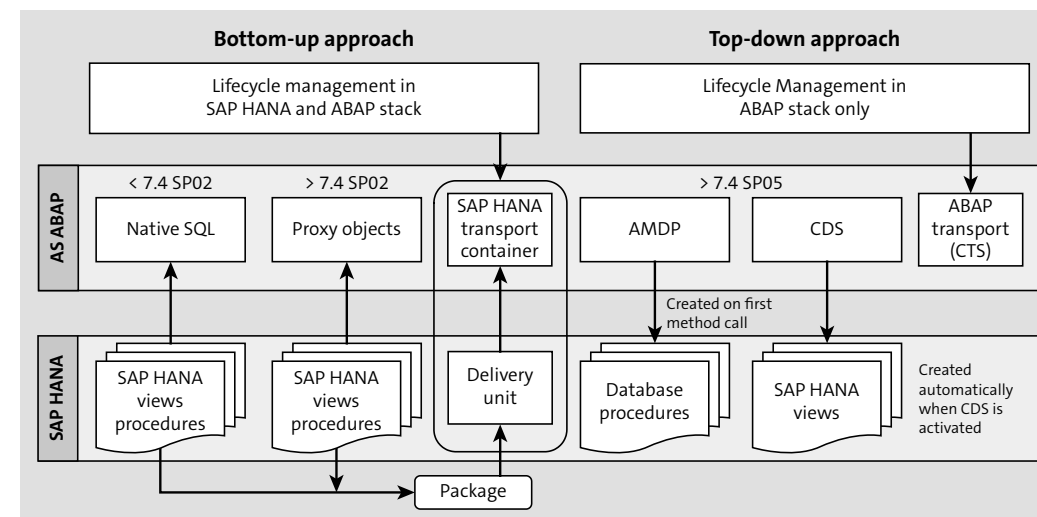 Bottom-up approach
Top-down approach
Lifecycle management in
SAP HANA and ABAP stack
Lifecycle Management in
ABAP stack only
AS ABAP
< 7.4 SP02
> 7.4 SP02
> 7.5 SP05
Native SQL
Proxy objects
SAP HANA
transport
container
AMDP
CDS
ABAP
transport
(CTS)
Created on first
method call
SAP HANA
SAP HANA
views
procedures
SAP HANA
views
procedures
Delivery
unit
Database
procedures
SAP HANA
views
Created
automatically
when CDS is
activated
Package